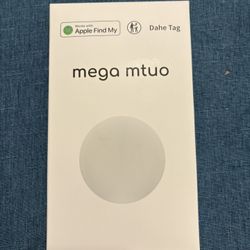 Works with
Apple Find My
Dahe Tag
mega mtuo